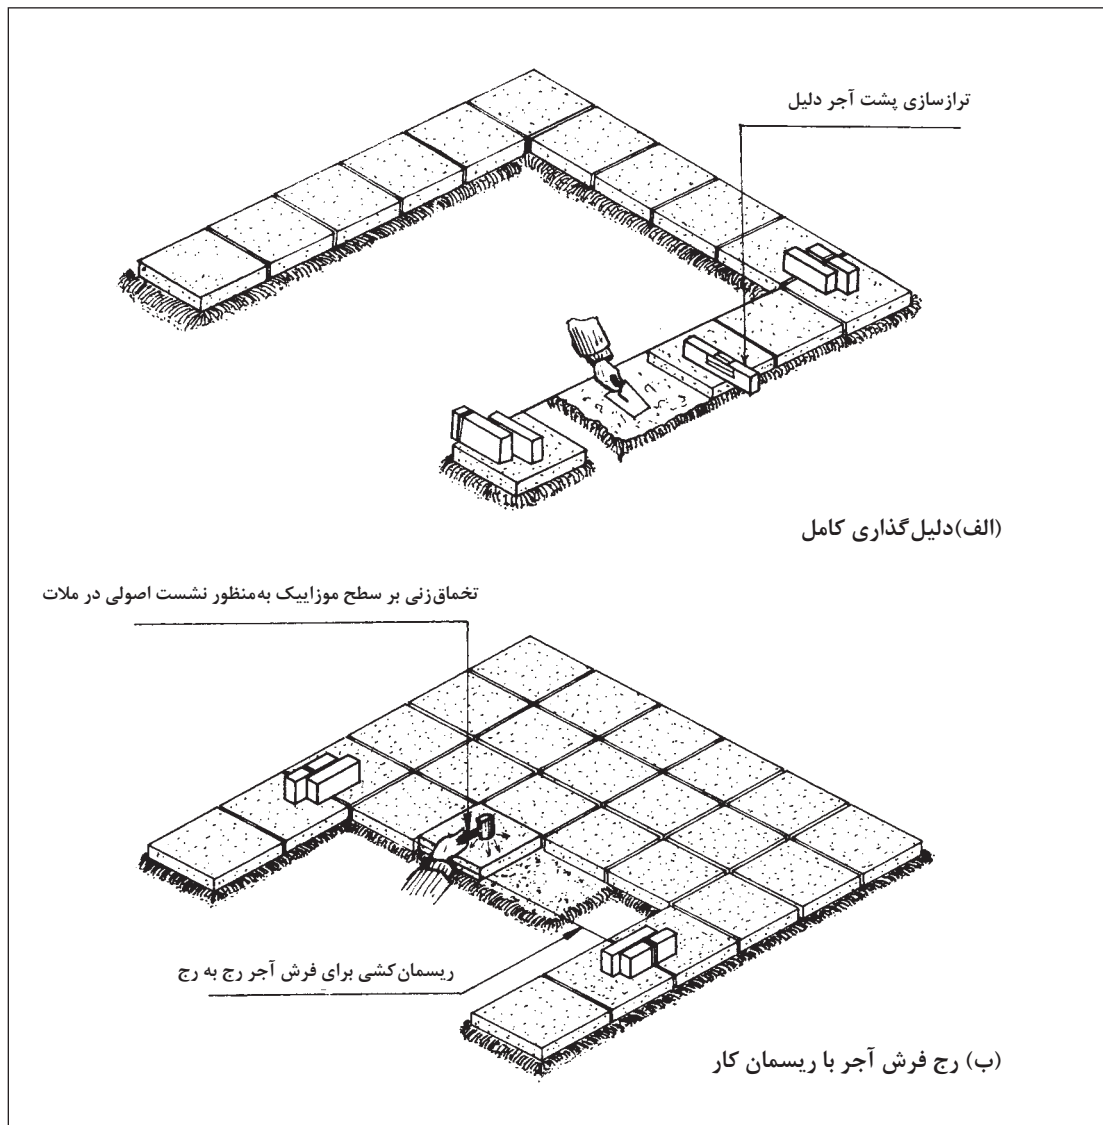 ترازسازی پشت آجر دلیل
(الف)دلیل‌گذاری کامل
تخماق‌زنی بر سطح موزاییک به‌منظور نشست اصولی در ملات
ریسمان‌کشی برای فرش آجر رج به رج
(ب) رج فرش آجر با ریسمان کار